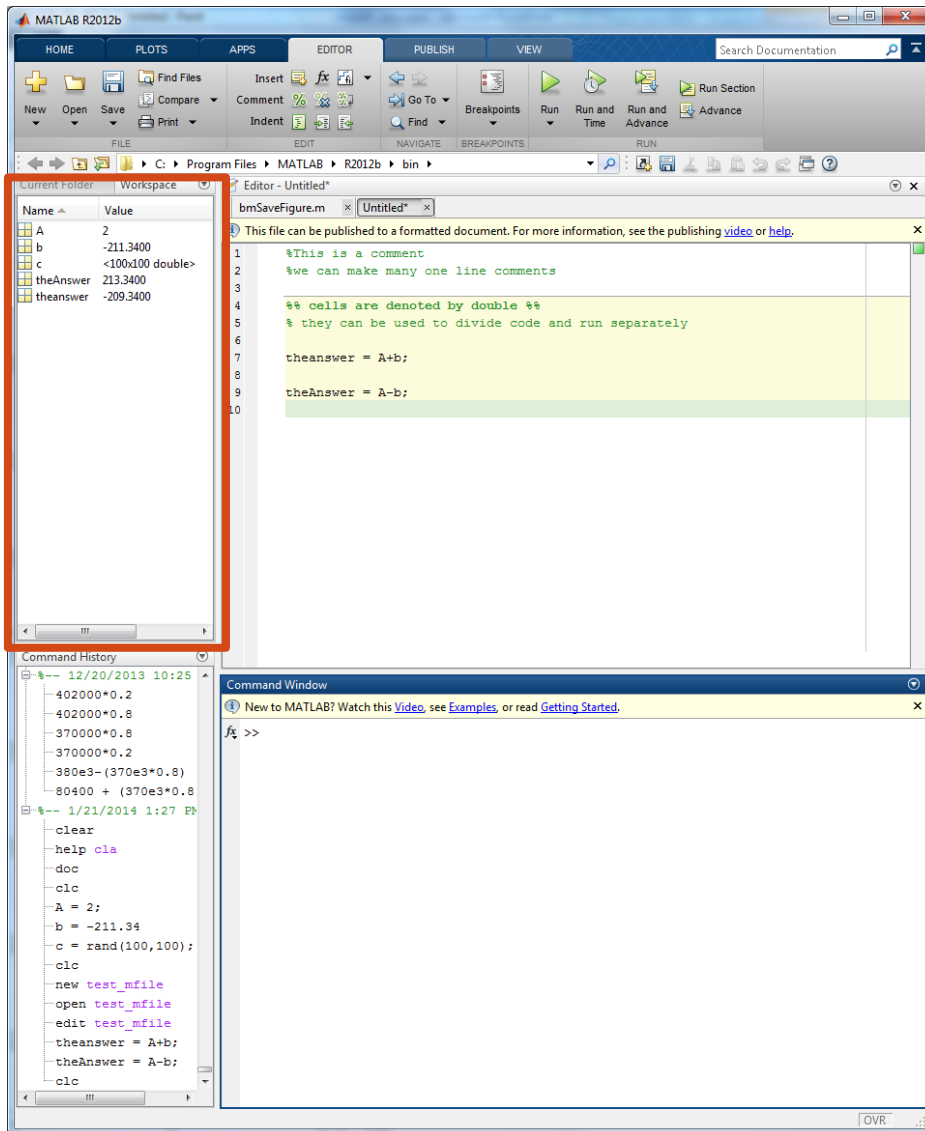 MATLAB R2012b
HOME PLOTS APPS EDITOR PUBLISH VIEW Search Documentation
New Open Save Find Files Compare Print
FILE
Insert fx
Comment
Indent
EDIT
Go To
Find
NAVIGATE
Breakpoints
BREAKPOINTS
Run Run and Time Run and Advance Run Section Advance
RUN
C: Program Files MATLAB R2012b bin
Current Folder Workspace
Name Value
A 2
b -211.3400
c <100x100 double>
theAnswer 213.3400
theanswer -209.3400
Editor - Untitled*
bmSaveFigure.m × Untitled* ×
This file can be published to a formatted document. For more information, see the publishing video or help.
1 %This is a comment
2 %we can make many one line comments
3
4 %% cells are denoted by double %%
5 % they can be used to divide code and run separately
6
7 theanswer = A+b;
8
9 theAnswer = A-b;
10
Command History
%-- 12/20/2013 10:25
402000*0.2
402000*0.8
370000*0.8
370000*0.2
380e3-(370e3*0.8)
80400 + (370e3*0.8
%-- 1/21/2014 1:27 PM
clear
help cla
doc
clc
A = 2;
b = -211.34
c = rand(100,100);
clc
new test_mfile
open test_mfile
edit test_mfile
theanswer = A+b;
theAnswer = A-b;
clc
Command Window
New to MATLAB? Watch this Video, see Examples, or read Getting Started.
fx >>
OVR